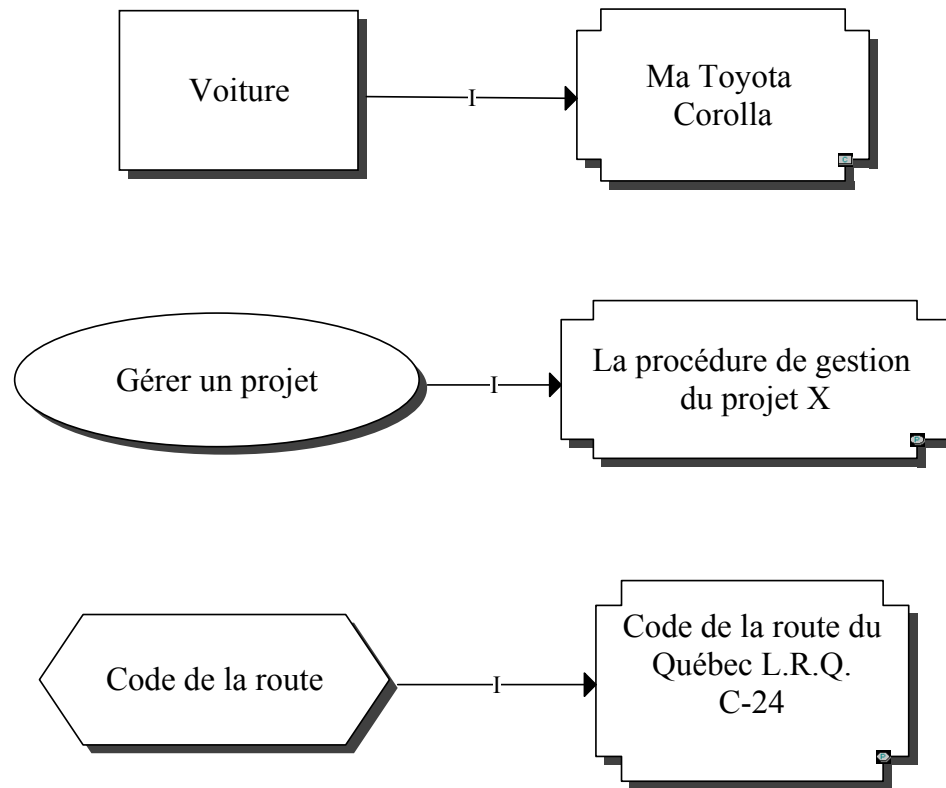 Voiture
I
Ma Toyota
Corolla
C
Gérer un projet
I
La procédure de gestion
du projet X
P
Code de la route
I
Code de la route du
Québec L.R.Q.
C-24